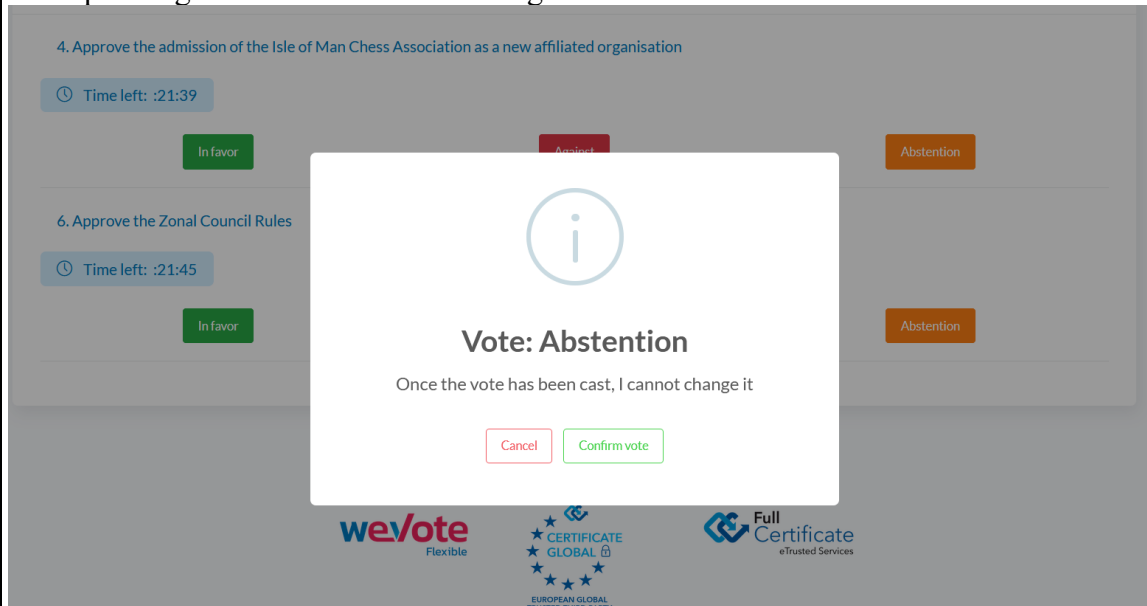 4. Approve the admission of the Isle of Man Chess Association as a new affiliated organisation
Time left: :21:39
In favor
Against
Abstention
6. Approve the Zonal Council Rules
Time left: :21:45
In favor
Abstention
i
Vote: Abstention
Once the vote has been cast, I cannot change it
Cancel
Confirm vote
weVote
Flexible
CERTIFICATE
GLOBAL
EUROPEAN GLOBAL
Full
Certificate
eTrusted Services